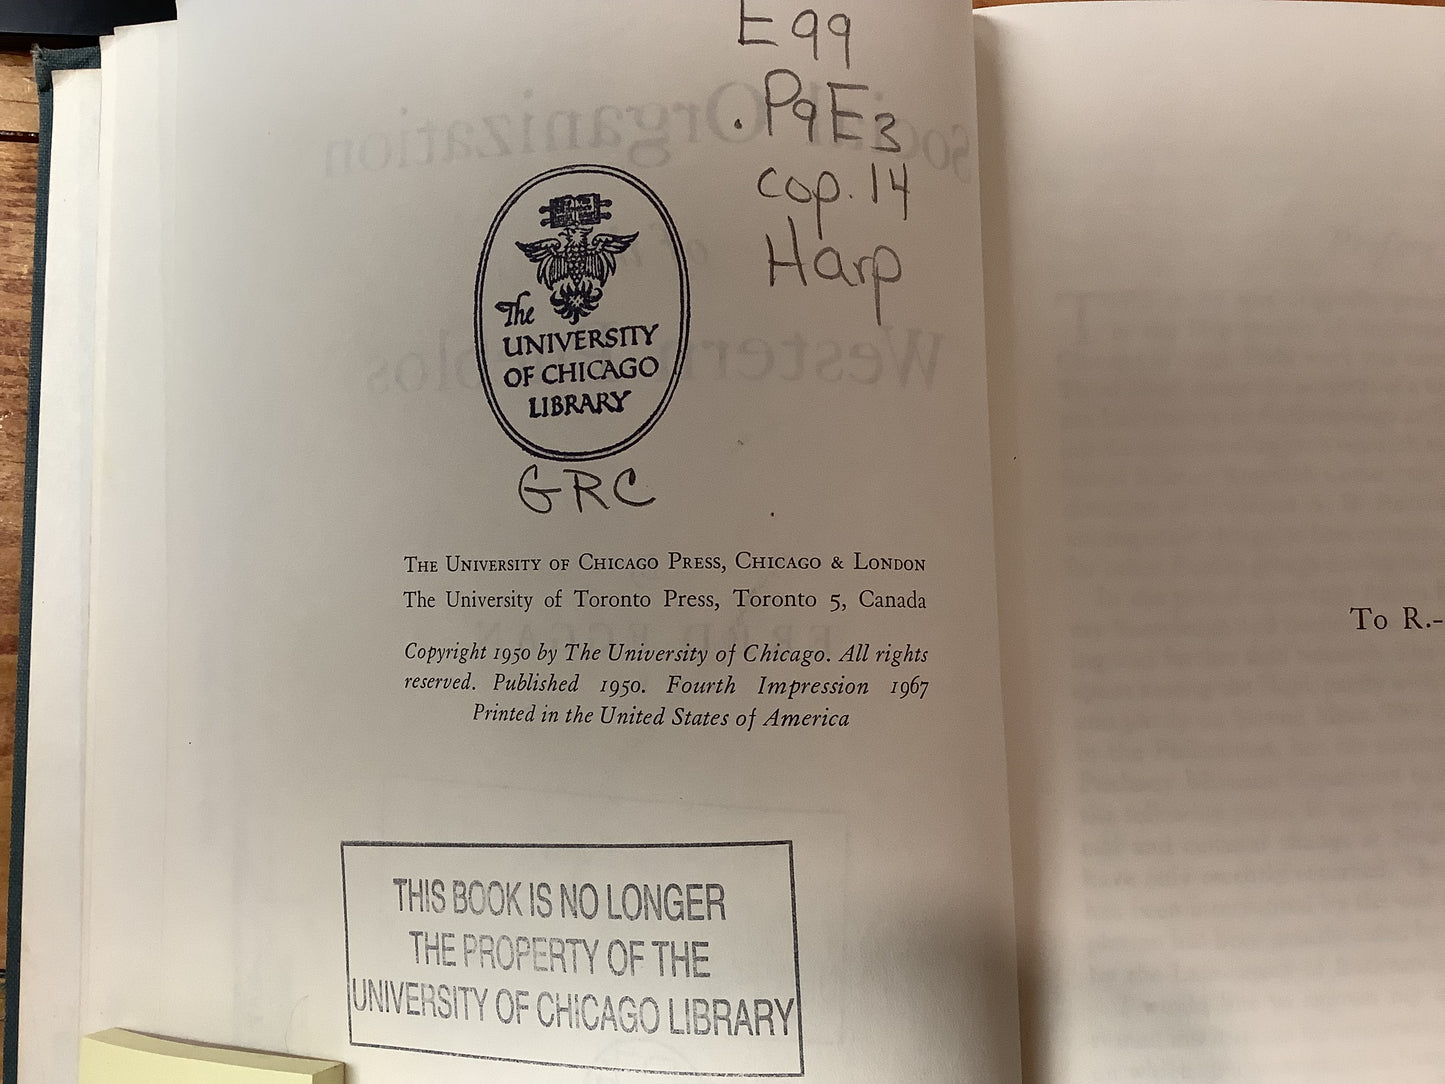 E99
.P9E3
cop. 14
Harp
The
UNIVERSITY
OF CHICAGO
LIBRARY
GRC
THE UNIVERSITY OF CHICAGO PRESS, CHICAGO & LONDON
The University of Toronto Press, Toronto 5, Canada
Copyright 1950 by The University of Chicago. All rights
reserved. Published 1950. Fourth Impression 1967
Printed in the United States of America
THIS BOOK IS NO LONGER
THE PROPERTY OF THE
UNIVERSITY OF CHICAGO LIBRARY
To R.-